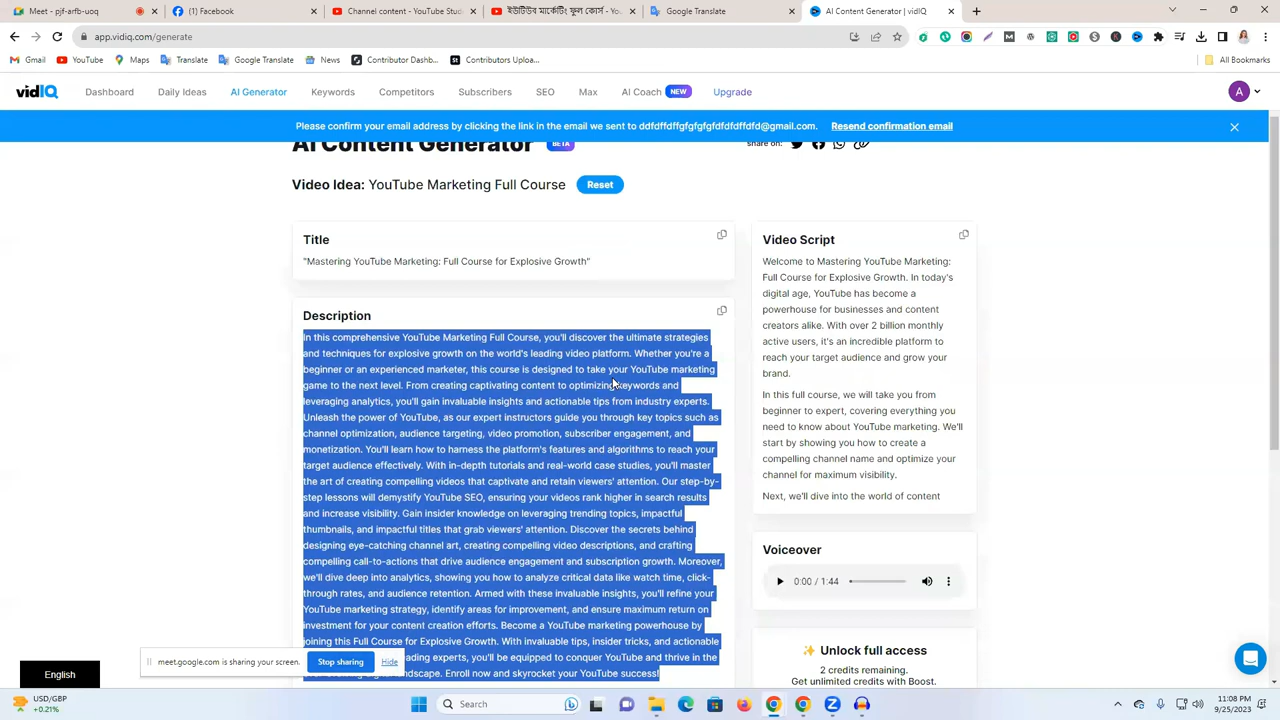 Meet - pjf-arfb-uoq
(1) Facebook
Channel content - YouTube Stud
ইউটিউব মার্কেটিং ফুল কোর্স - Yo
Google Translate
AI Content Generator | vidIQ
app.vidiq.com/generate
Gmail
YouTube
Maps
Translate
Google Translate
News
Contributor Dashb...
Contributors Uploa...
All Bookmarks
vidIQ
Dashboard
Daily Ideas
AI Generator
Keywords
Competitors
Subscribers
SEO
Max
AI Coach NEW
Upgrade
A
Please confirm your email address by clicking the link in the email we sent to ddfdffdffgfgfgfgfdfdfdffdfd@gmail.com. Resend confirmation email
AI Content Generator BETA
share on:
Video Idea: YouTube Marketing Full Course Reset
Title
"Mastering YouTube Marketing: Full Course for Explosive Growth"
Description
In this comprehensive YouTube Marketing Full Course, you'll discover the ultimate strategies
and techniques for explosive growth on the world's leading video platform. Whether you're a
beginner or an experienced marketer, this course is designed to take your YouTube marketing
game to the next level. From creating captivating content to optimizing keywords and
leveraging analytics, you'll gain invaluable insights and actionable tips from industry experts.
Unleash the power of YouTube, as our expert instructors guide you through key topics such as
channel optimization, audience targeting, video promotion, subscriber engagement, and
monetization. You'll learn how to harness the platform's features and algorithms to reach your
target audience effectively. With in-depth tutorials and real-world case studies, you'll master
the art of creating compelling videos that captivate and retain viewers' attention. Our step-by-
step lessons will demystify YouTube SEO, ensuring your videos rank higher in search results
and increase visibility. Gain insider knowledge on leveraging trending topics, impactful
thumbnails, and impactful titles that grab viewers' attention. Discover the secrets behind
designing eye-catching channel art, creating compelling video descriptions, and crafting
compelling call-to-actions that drive audience engagement and subscription growth. Moreover,
we'll dive deep into analytics, showing you how to analyze critical data like watch time, click-
through rates, and audience retention. Armed with these invaluable insights, you'll refine your
YouTube marketing strategy, identify areas for improvement, and ensure maximum return on
investment for your content creation efforts. Become a YouTube marketing powerhouse by
joining this Full Course for Explosive Growth. With invaluable tips, insider tricks, and actionable
ading experts, you'll be equipped to conquer YouTube and thrive in the
landscape. Enroll now and skyrocket your YouTube success!
Video Script
Welcome to Mastering YouTube Marketing:
Full Course for Explosive Growth. In today's
digital age, YouTube has become a
powerhouse for businesses and content
creators alike. With over 2 billion monthly
active users, it's an incredible platform to
reach your target audience and grow your
brand.
In this full course, we will take you from
beginner to expert, covering everything you
need to know about YouTube marketing. We'll
start by showing you how to create a
compelling channel name and optimize your
channel for maximum visibility.
Next, we'll dive into the world of content
Voiceover
0:00 / 1:44
✨ Unlock full access
2 credits remaining.
Get unlimited credits with Boost.
meet.google.com is sharing your screen.
Stop sharing
Hide
English
USD/GBP
+0.21%
Search
11:08 PM
9/25/2023